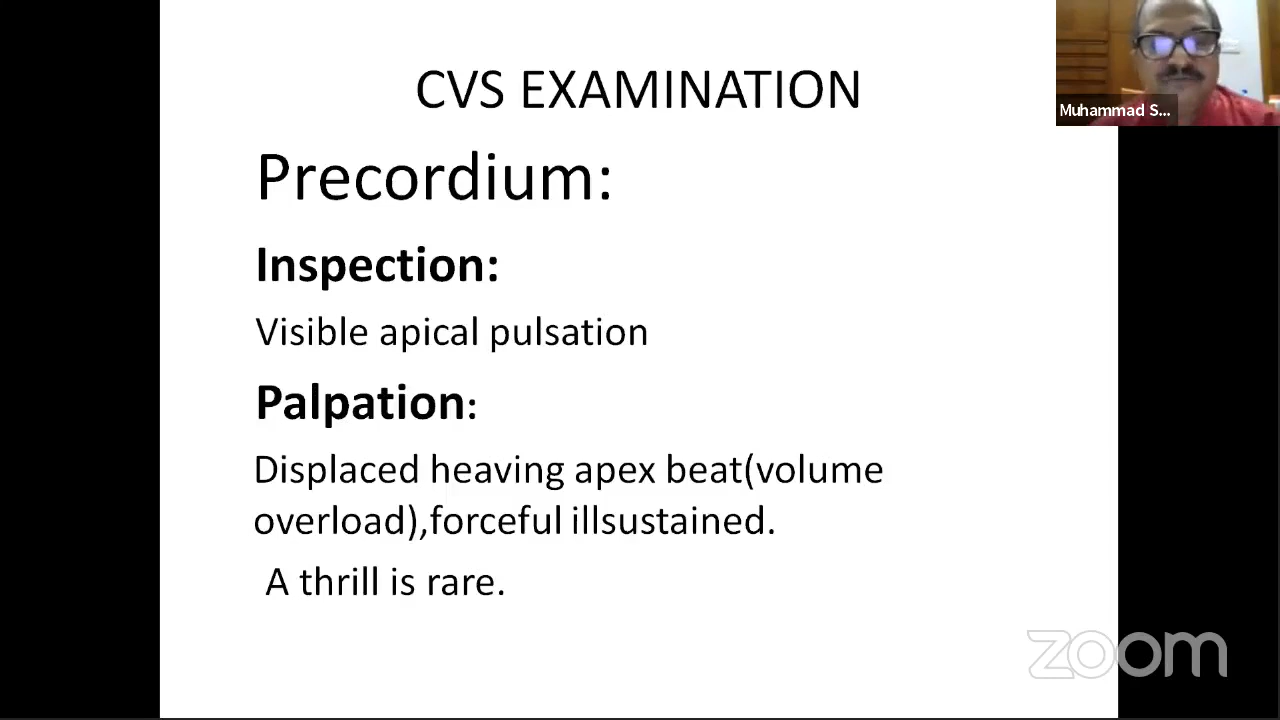 CVS EXAMINATION
Muhammad S...
Precordium:
Inspection:
Visible apical pulsation
Palpation:
Displaced heaving apex beat(volume
overload),forceful illsustained.
A thrill is rare.
zoom